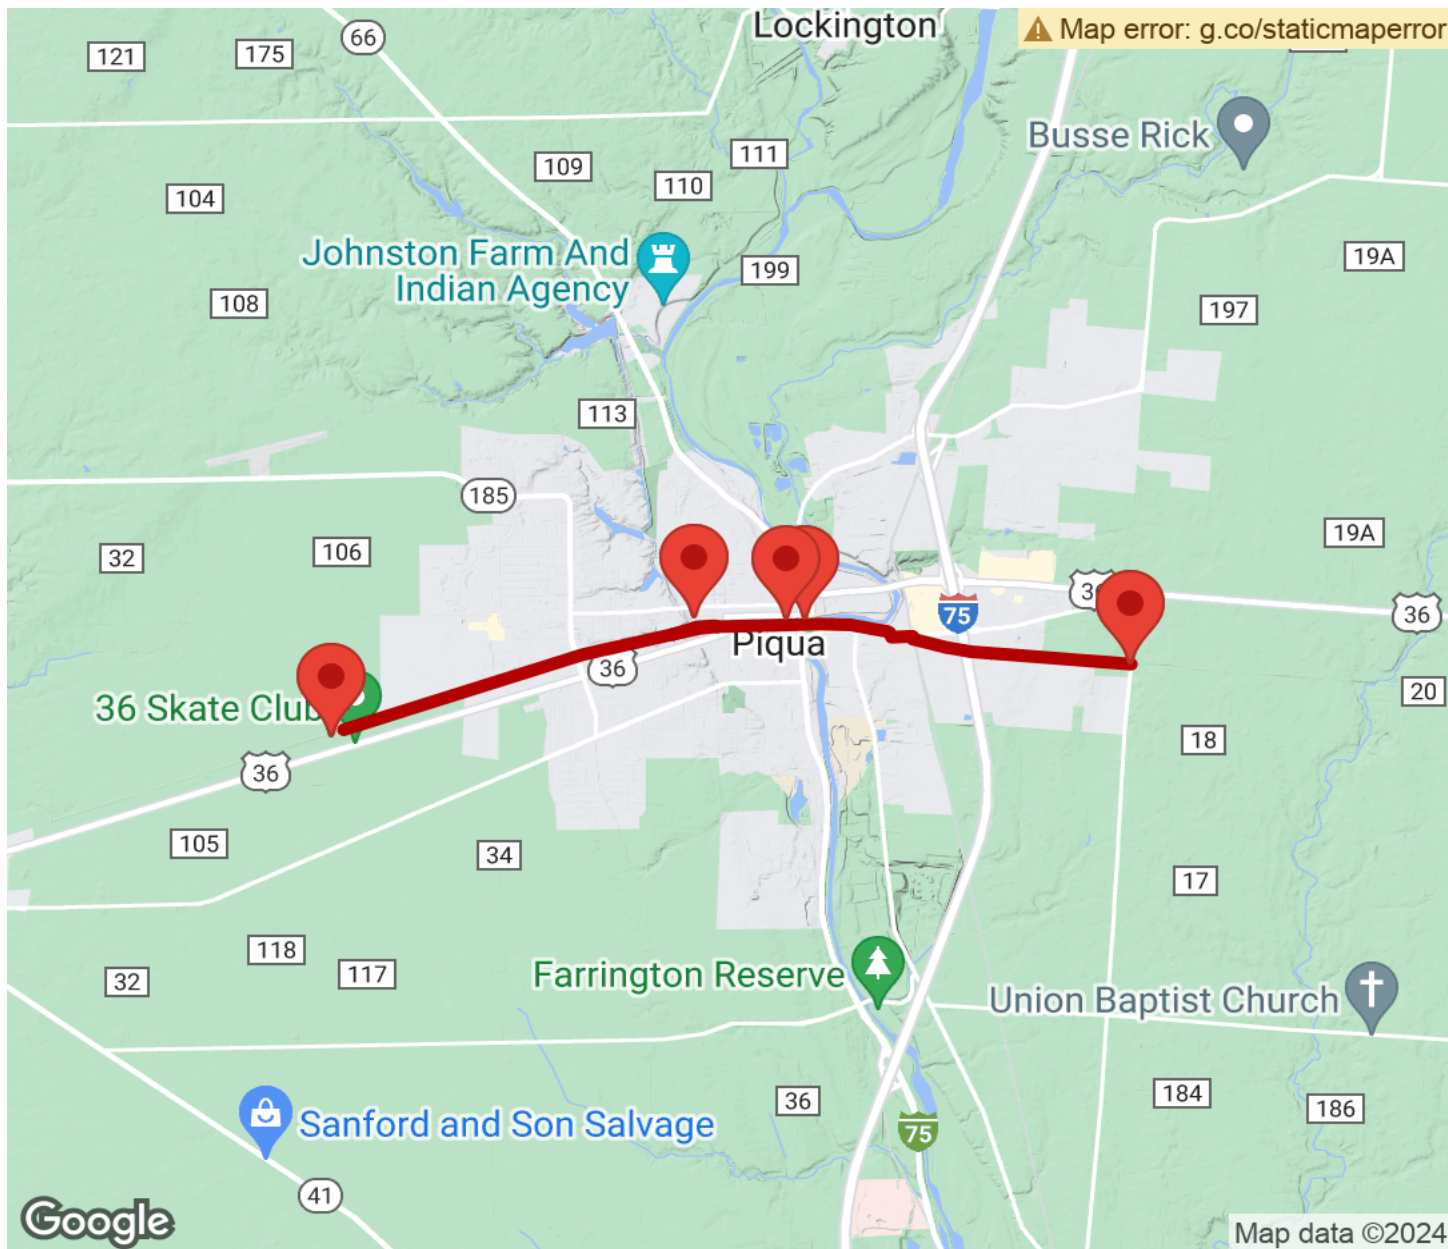 Lockington
Map error: g.co/staticmaperror
66
121
175
Busse Rick
111
109
110
104
Johnston Farm And
Indian Agency
199
19A
108
197
113
185
19A
32
106
36
75
36
Piqua
36
36 Skate Club
20
18
36
105
34
17
118
117
32
Farrington Reserve
Union Baptist Church
184
36
186
Sanford and Son Salvage
75
41
Google
Map data ©2024